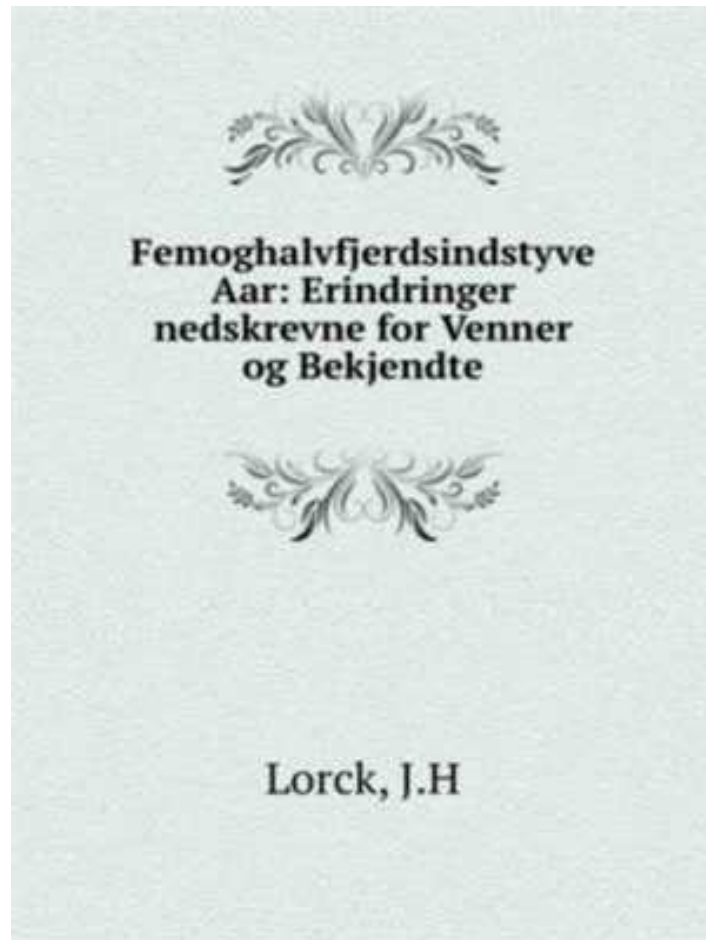 Femoghalvfjerdsindstyve
Aar: Erindringer
nedskrevne for Venner
og Bekjendte
Lorck, J.H